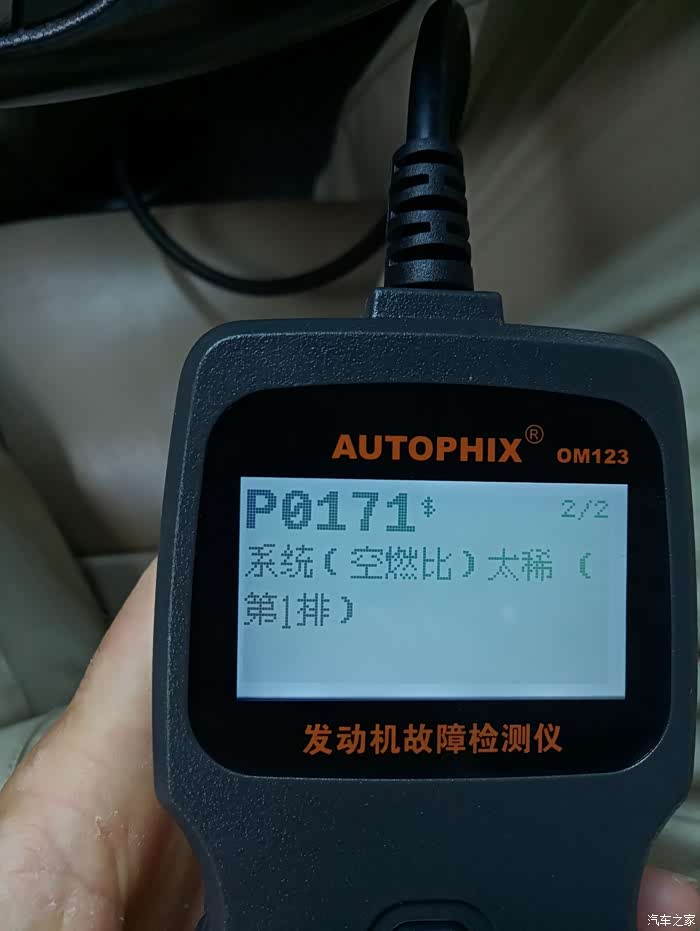 AUTOPHIX® OM123
P0171 2/2
系统(空燃比)太稀 (
第1排)
发动机故障检测仪
汽车之家